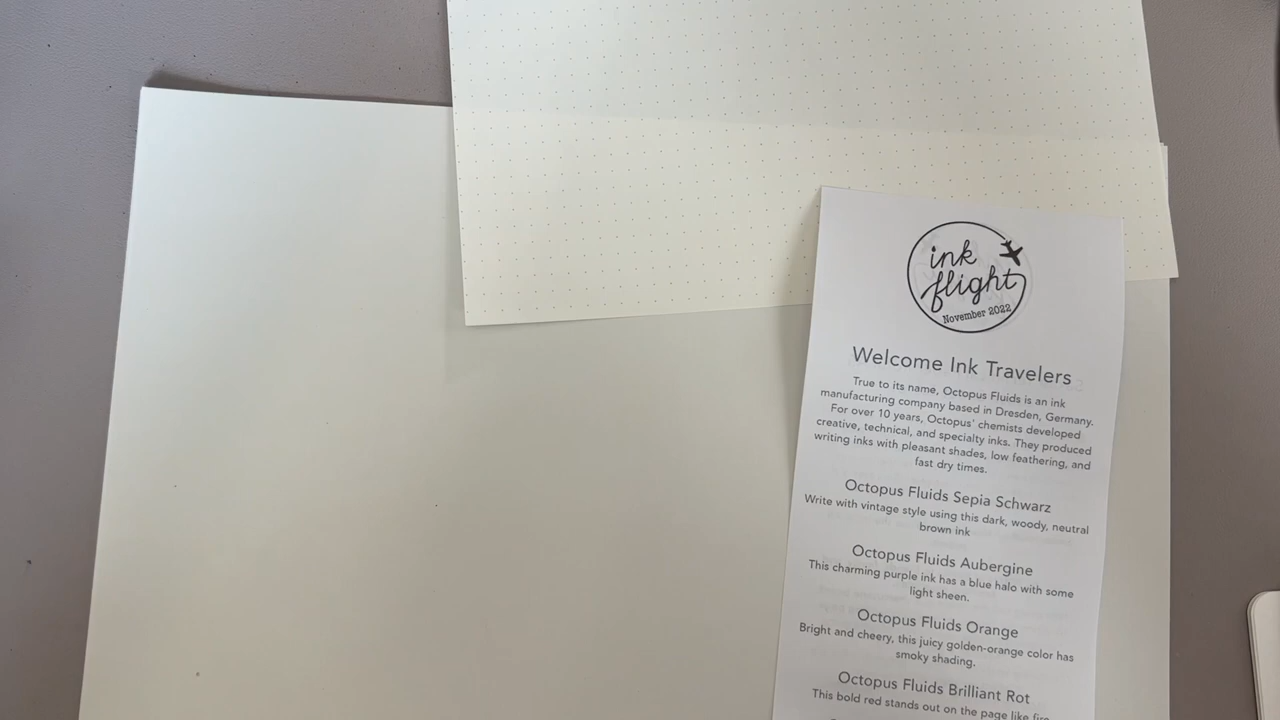 ink
flight
November 2022
Welcome Ink Travelers
True to its name, Octopus Fluids is an ink
manufacturing company based in Dresden, Germany.
For over 10 years, Octopus' chemists developed
creative, technical, and specialty inks. They produced
writing inks with pleasant shades, low feathering, and
fast dry times.
Octopus Fluids Sepia Schwarz
Write with vintage style using this dark, woody, neutral
brown ink
Octopus Fluids Aubergine
This charming purple ink has a blue halo with some
light sheen.
Octopus Fluids Orange
Bright and cheery, this juicy golden-orange color has
smoky shading.
Octopus Fluids Brilliant Rot
This bold red stands out on the page like fire